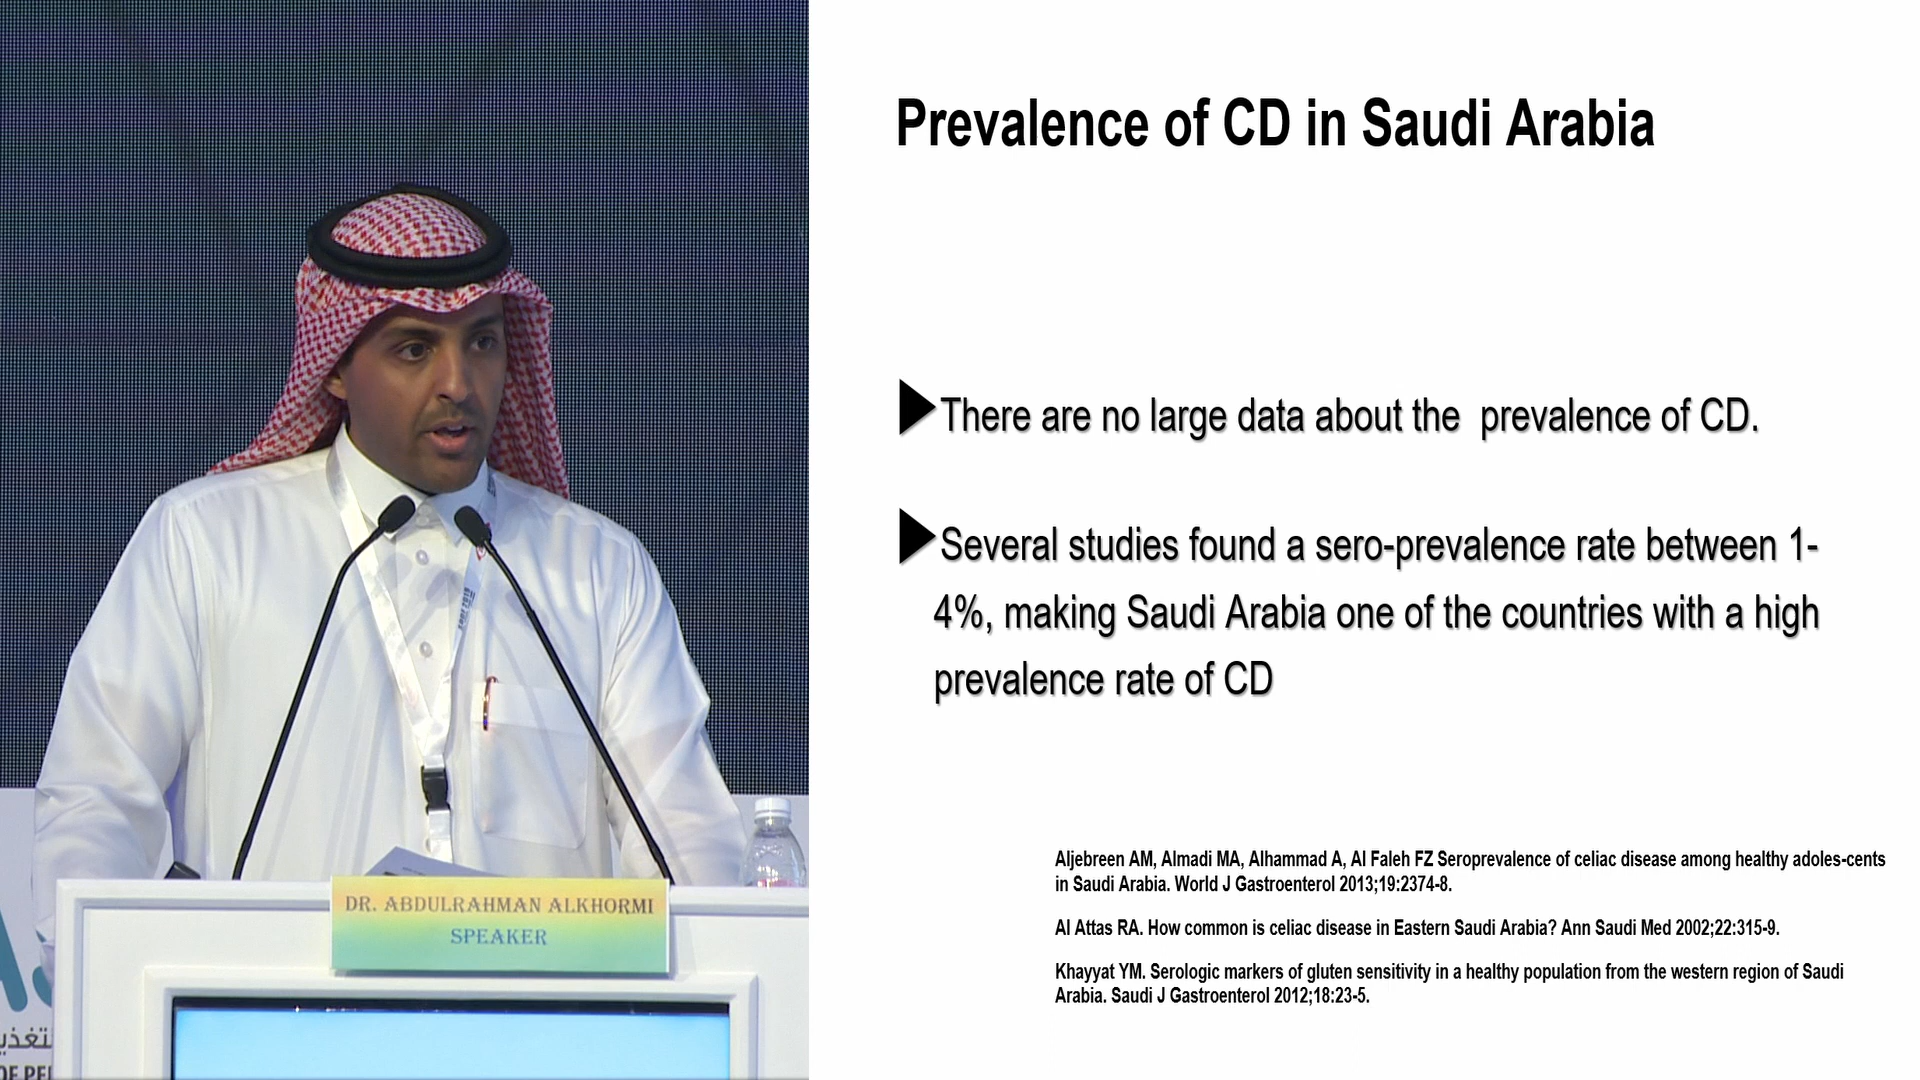 Prevalence of CD in Saudi Arabia
There are no large data about the prevalence of CD.
Several studies found a sero-prevalence rate between 1-
4%, making Saudi Arabia one of the countries with a high
prevalence rate of CD
Aljebreen AM, Almadi MA, Alhammad A, Al Faleh FZ Seroprevalence of celiac disease among healthy adoles-cents
in Saudi Arabia. World J Gastroenterol 2013;19:2374-8.
Al Attas RA. How common is celiac disease in Eastern Saudi Arabia? Ann Saudi Med 2002;22:315-9.
Khayyat YM. Serologic markers of gluten sensitivity in a healthy population from the western region of Saudi
Arabia. Saudi J Gastroenterol 2012;18:23-5.
DR. ABDULRAHMAN ALKHORMI
SPEAKER
OF